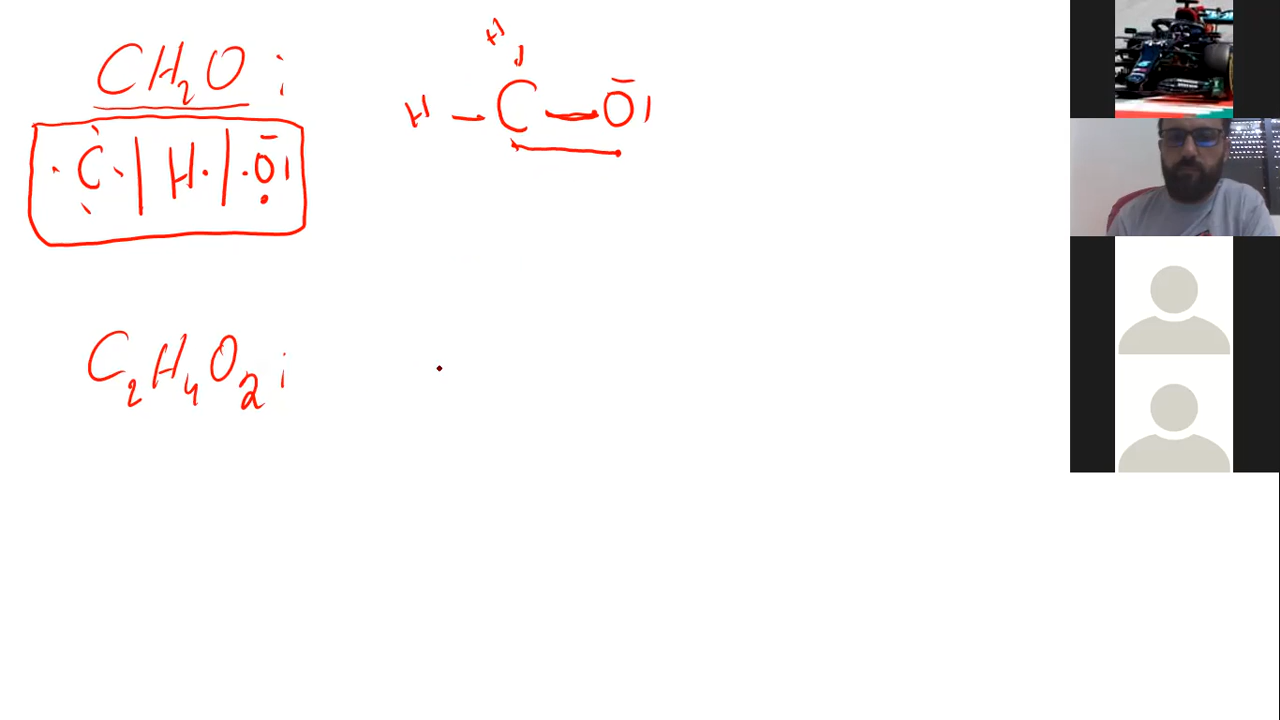 CH₂O ;
H
H – C – O̅ |
· C · | H · | · O̅ |
C₂H₄O₂ ;